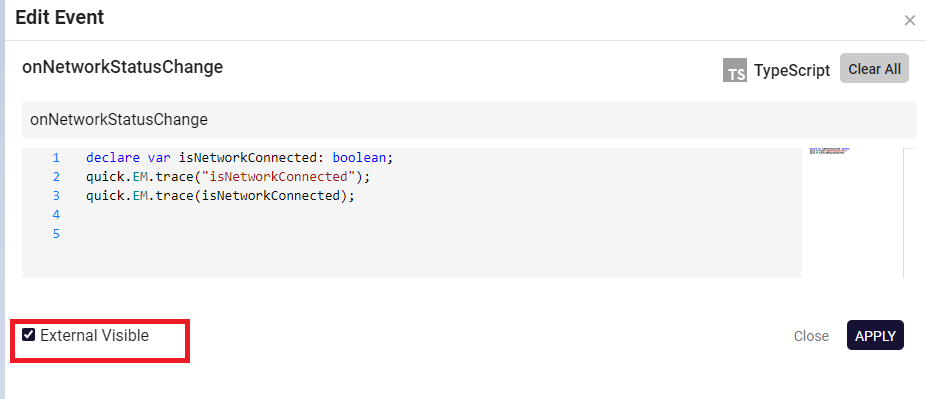 Edit Event
×
onNetworkStatusChange
TS TypeScript Clear All
onNetworkStatusChange
1 declare var isNetworkConnected: boolean;
2 quick.EM.trace("isNetworkConnected");
3 quick.EM.trace(isNetworkConnected);
4
5
External Visible Close APPLY